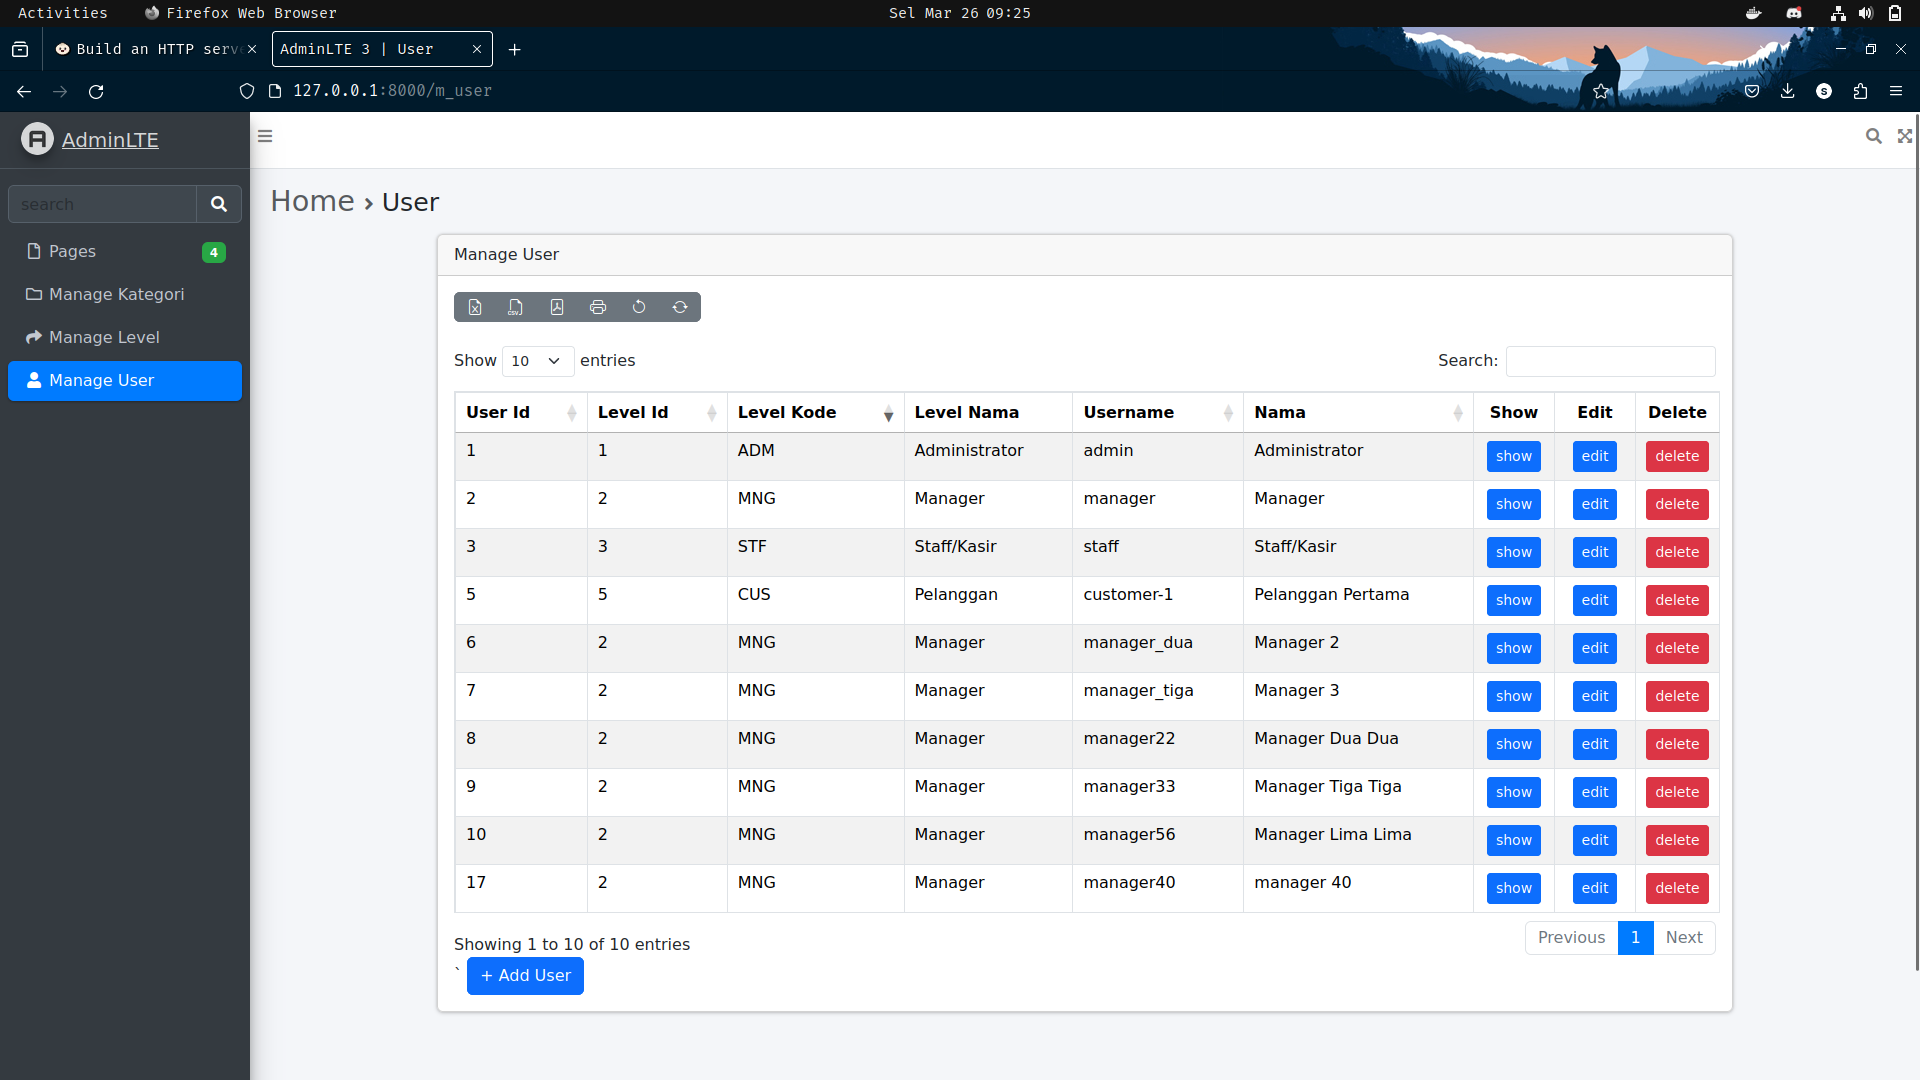 Activities Firefox Web Browser Sel Mar 26 09:25
Build an HTTP serve AdminLTE 3 | User
127.0.0.1:8000/m_user S
AdminLTE
search
Pages 4
Manage Kategori
Manage Level
Manage User
Home › User
Manage User
Show 10 entries Search:
User Id Level Id Level Kode Level Nama Username Nama Show Edit Delete
1 1 ADM Administrator admin Administrator show edit delete
2 2 MNG Manager manager Manager show edit delete
3 3 STF Staff/Kasir staff Staff/Kasir show edit delete
5 5 CUS Pelanggan customer-1 Pelanggan Pertama show edit delete
6 2 MNG Manager manager_dua Manager 2 show edit delete
7 2 MNG Manager manager_tiga Manager 3 show edit delete
8 2 MNG Manager manager22 Manager Dua Dua show edit delete
9 2 MNG Manager manager33 Manager Tiga Tiga show edit delete
10 2 MNG Manager manager56 Manager Lima Lima show edit delete
17 2 MNG Manager manager40 manager 40 show edit delete
Showing 1 to 10 of 10 entries Previous 1 Next
` + Add User